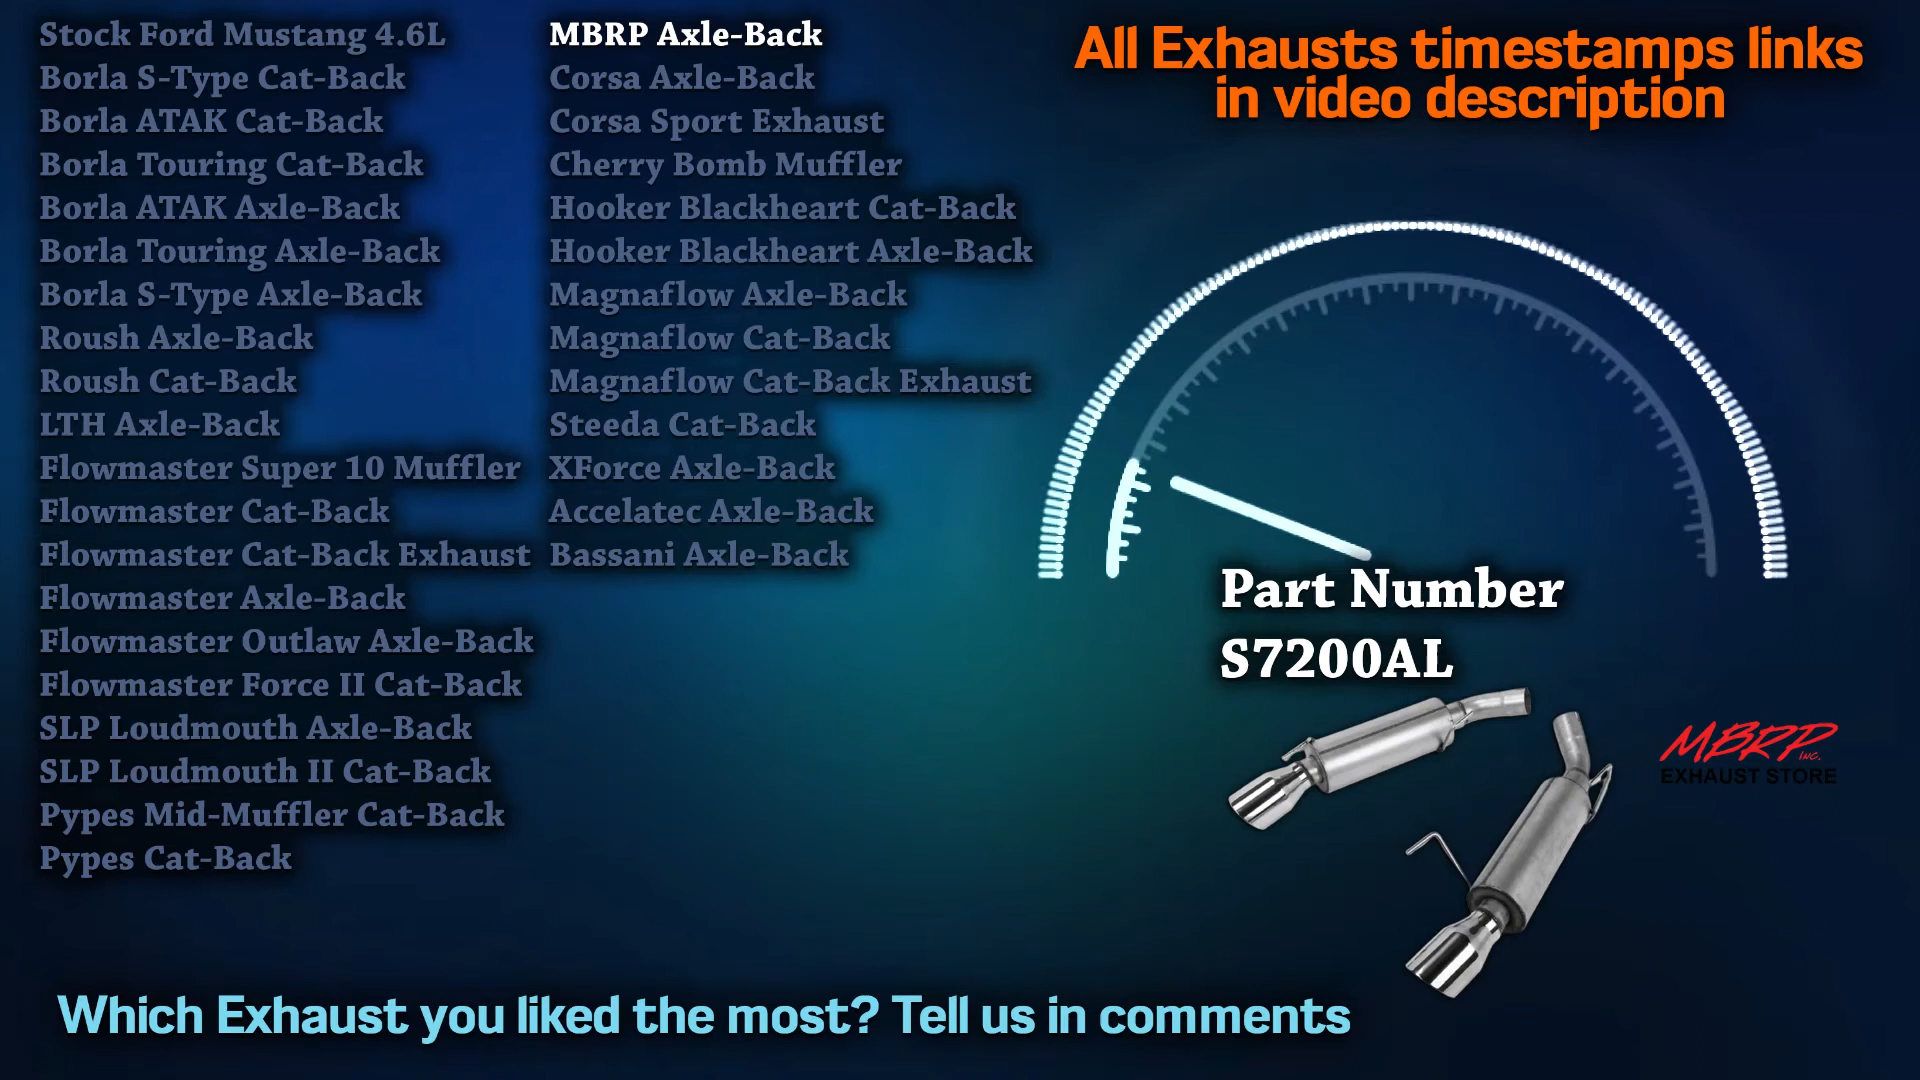 Stock Ford Mustang 4.6L
Borla S-Type Cat-Back
Borla ATAK Cat-Back
Borla Touring Cat-Back
Borla ATAK Axle-Back
Borla Touring Axle-Back
Borla S-Type Axle-Back
Roush Axle-Back
Roush Cat-Back
LTH Axle-Back
Flowmaster Super 10 Muffler
Flowmaster Cat-Back
Flowmaster Cat-Back Exhaust
Flowmaster Axle-Back
Flowmaster Outlaw Axle-Back
Flowmaster Force II Cat-Back
SLP Loudmouth Axle-Back
SLP Loudmouth II Cat-Back
Pypes Mid-Muffler Cat-Back
Pypes Cat-Back
MBRP Axle-Back
Corsa Axle-Back
Corsa Sport Exhaust
Cherry Bomb Muffler
Hooker Blackheart Cat-Back
Hooker Blackheart Axle-Back
Magnaflow Axle-Back
Magnaflow Cat-Back
Magnaflow Cat-Back Exhaust
Steeda Cat-Back
XForce Axle-Back
Accelatec Axle-Back
Bassani Axle-Back
All Exhausts timestamps links
in video description
Part Number
S7200AL
MBRP INC.
EXHAUST STORE
Which Exhaust you liked the most? Tell us in comments